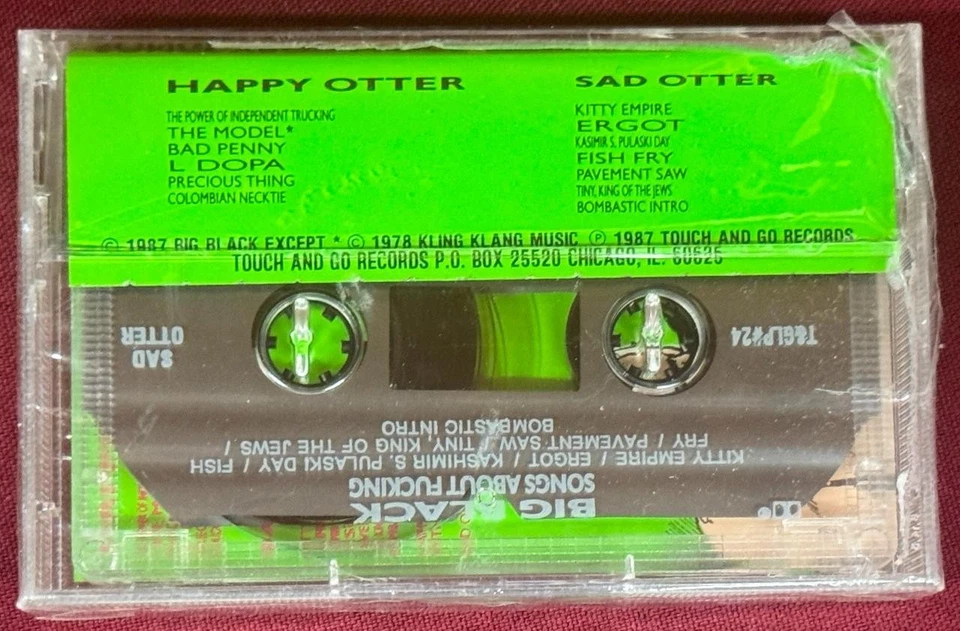 HAPPY OTTER
THE POWER OF INDEPENDENT TRUCKING
THE MODEL*
BAD PENNY
L DOPA
PRECIOUS THING
COLOMBIAN NECKTIE
SAD OTTER
KITTY EMPIRE
ERGOT
KASIMIR S. PULASKI DAY
FISH FRY
PAVEMENT SAW
TINY, KING OF THE JEWS
BOMBASTIC INTRO
© 1987 BIG BLACK EXCEPT * © 1978 KLING KLANG MUSIC ℗ 1987 TOUCH AND GO RECORDS
TOUCH AND GO RECORDS P.O. BOX 25520 CHICAGO, IL. 60625
BIG BLACK
SONGS ABOUT FUCKING
KITTY EMPIRE / ERGOT / KASHIMIR S. PULASKI DAY / FISH
FRY / PAVEMENT SAW / TINY, KING OF THE JEWS /
BOMBASTIC INTRO
T&GLP#24
SAD
OTTER